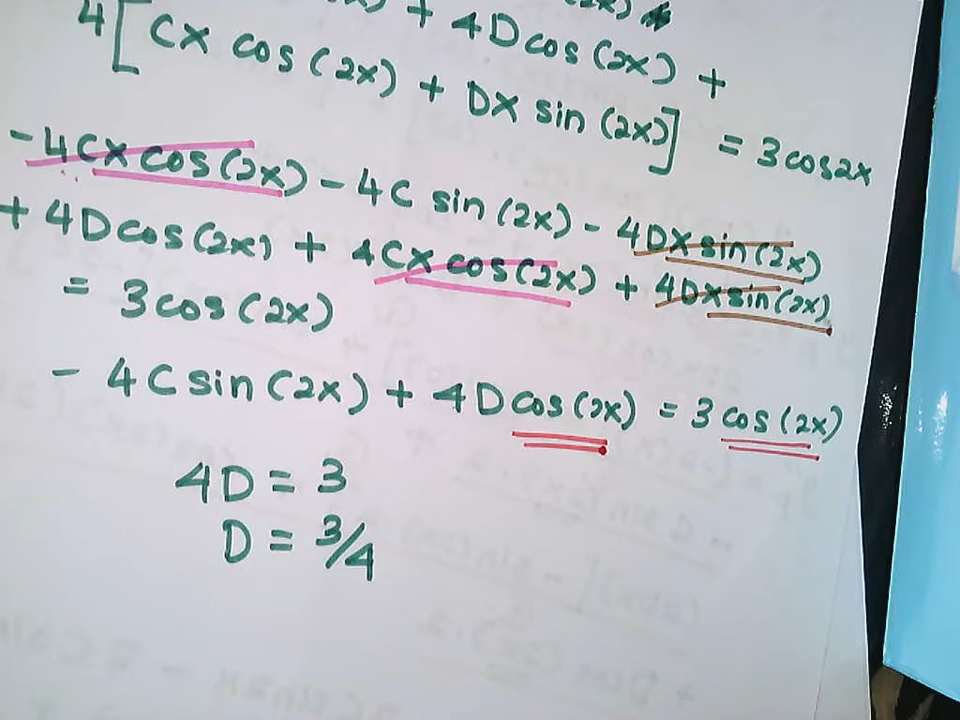 + 4D cos (2x) +
4[ Cx cos (2x) + Dx sin (2x)] = 3 cos2x
- 4Cx cos (2x) - 4C sin (2x) - 4Dx sin (2x)
+ 4D cos (2x) + 4Cx cos (2x) + 4Dx sin (2x)
= 3 cos (2x)
- 4C sin (2x) + 4D cos (2x) = 3 cos (2x)
4D = 3
D = 3/4